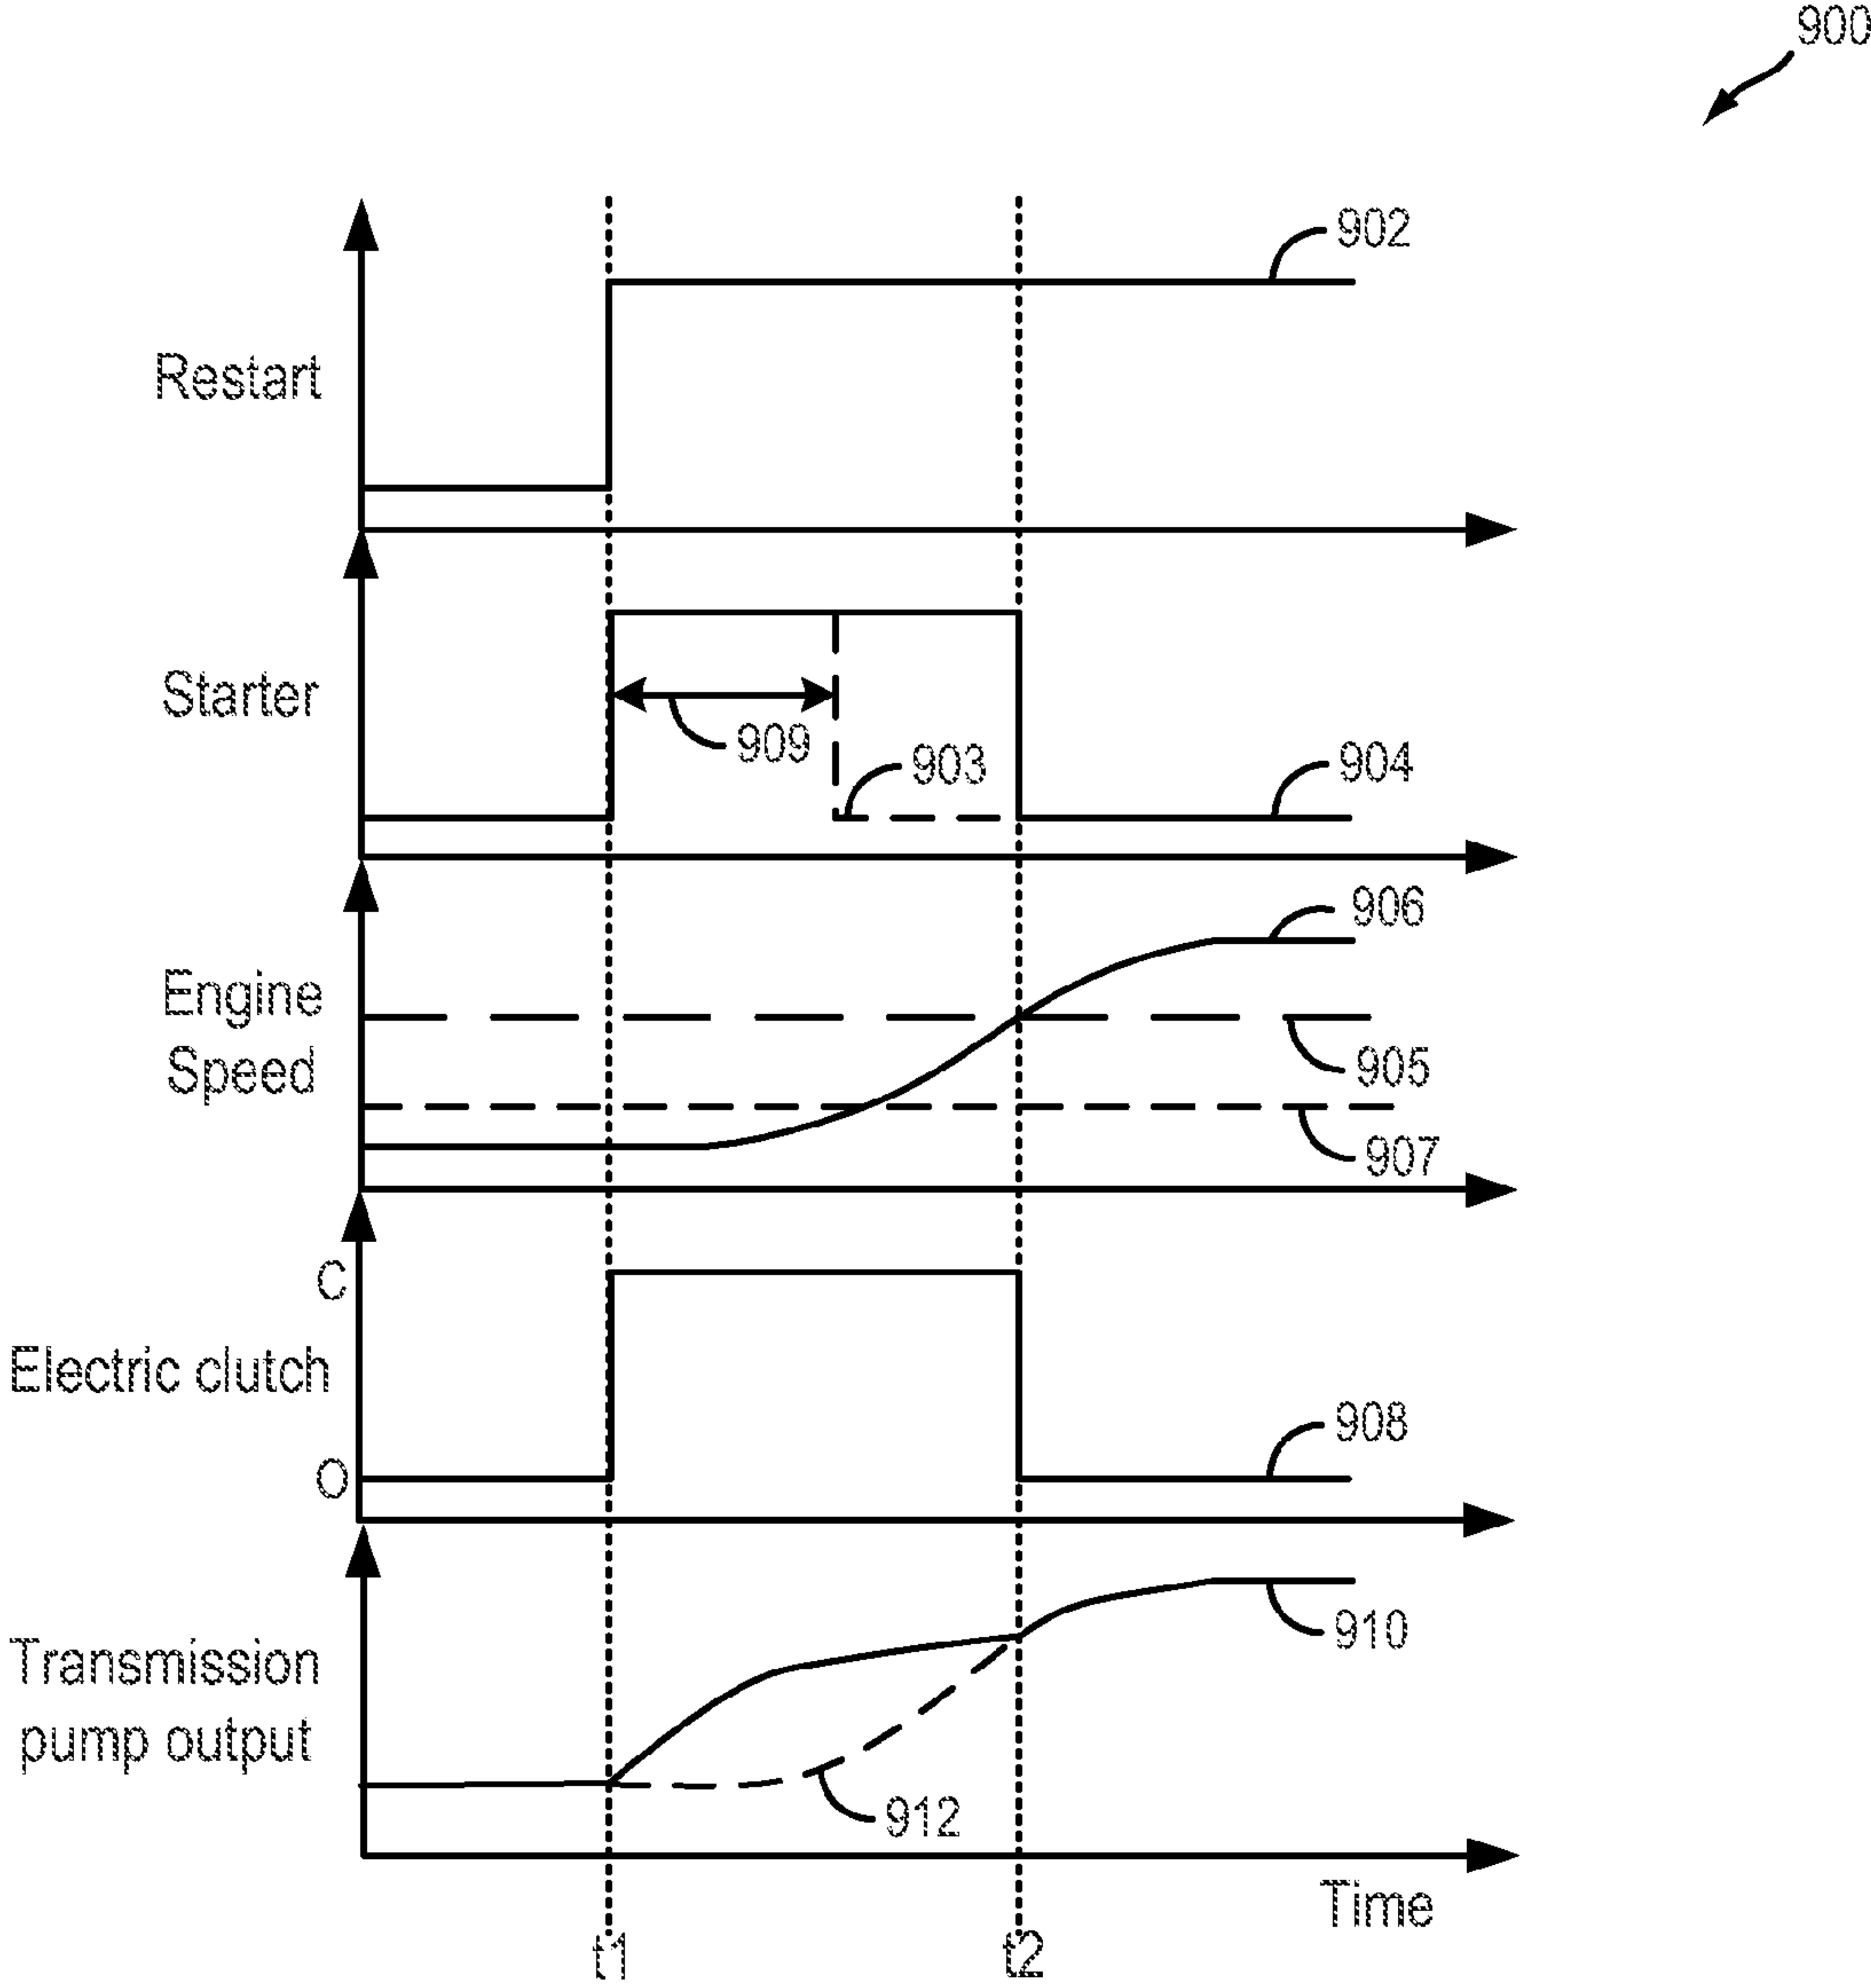 900
902
Restart
Starter
909
903
904
906
Engine
Speed
905
907
C
Electric clutch
908
O
Transmission
pump output
910
912
Time
t1
t2